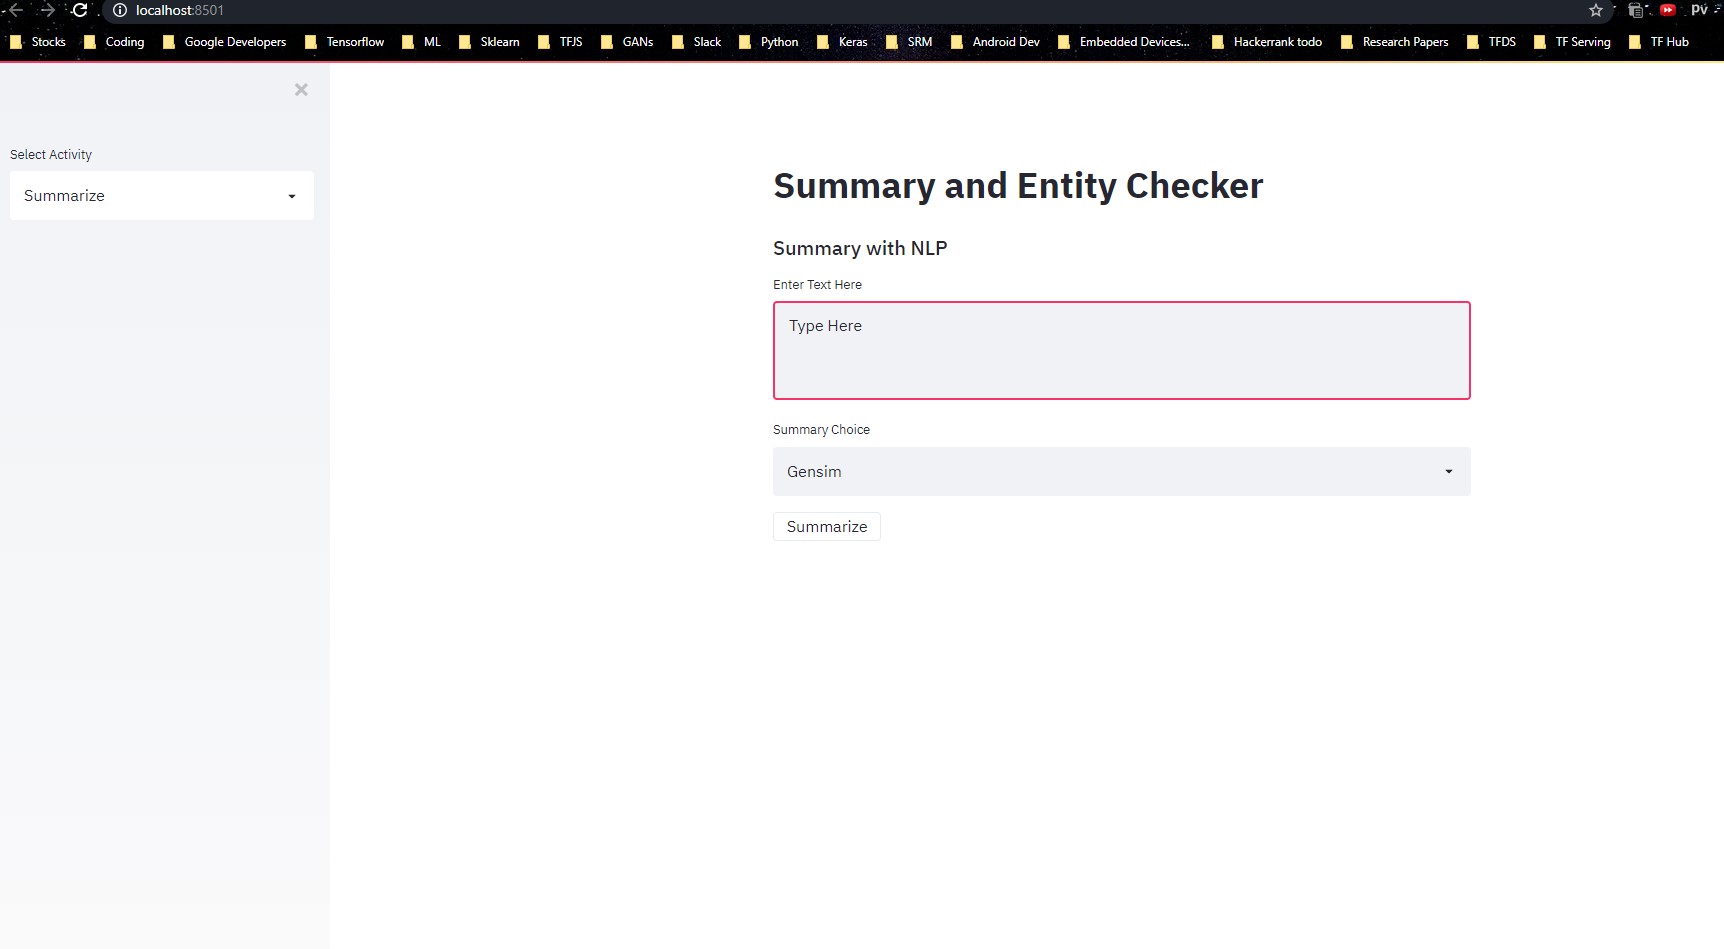 localhost:8501
pv
Stocks Coding Google Developers Tensorflow ML Sklearn TFJS GANs Slack Python Keras SRM Android Dev Embedded Devices... Hackerrank todo Research Papers TFDS TF Serving TF Hub
Select Activity
Summarize
Summary and Entity Checker
Summary with NLP
Enter Text Here
Type Here
Summary Choice
Gensim
Summarize